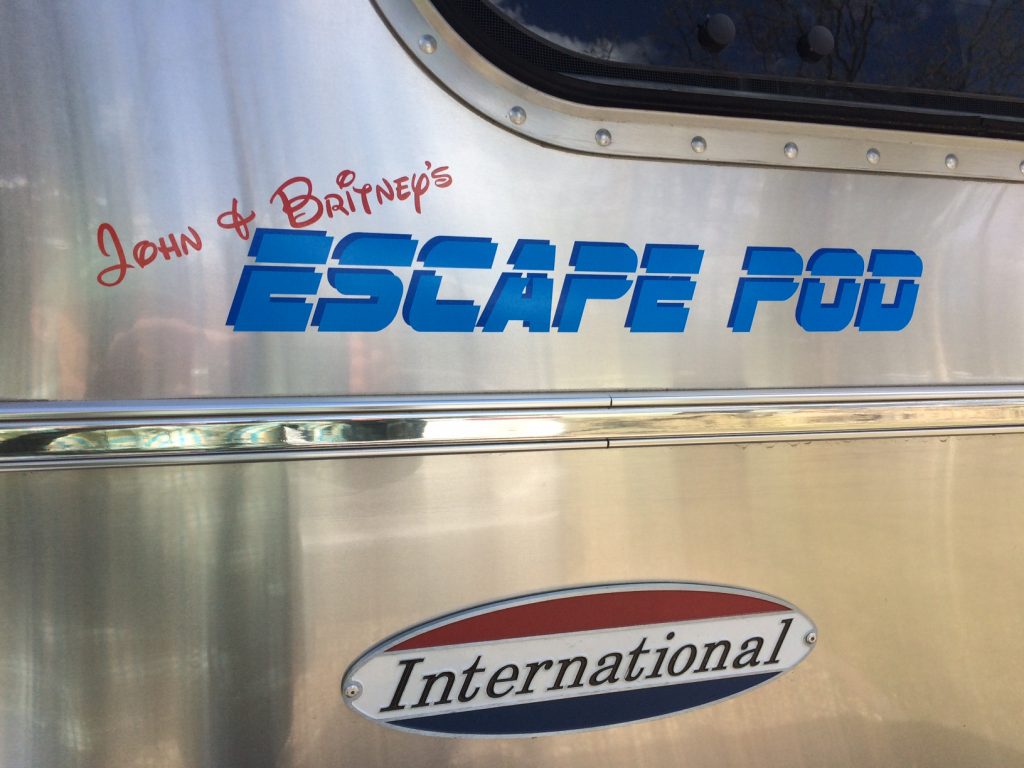 John & Britney's
ESCAPE POD
International